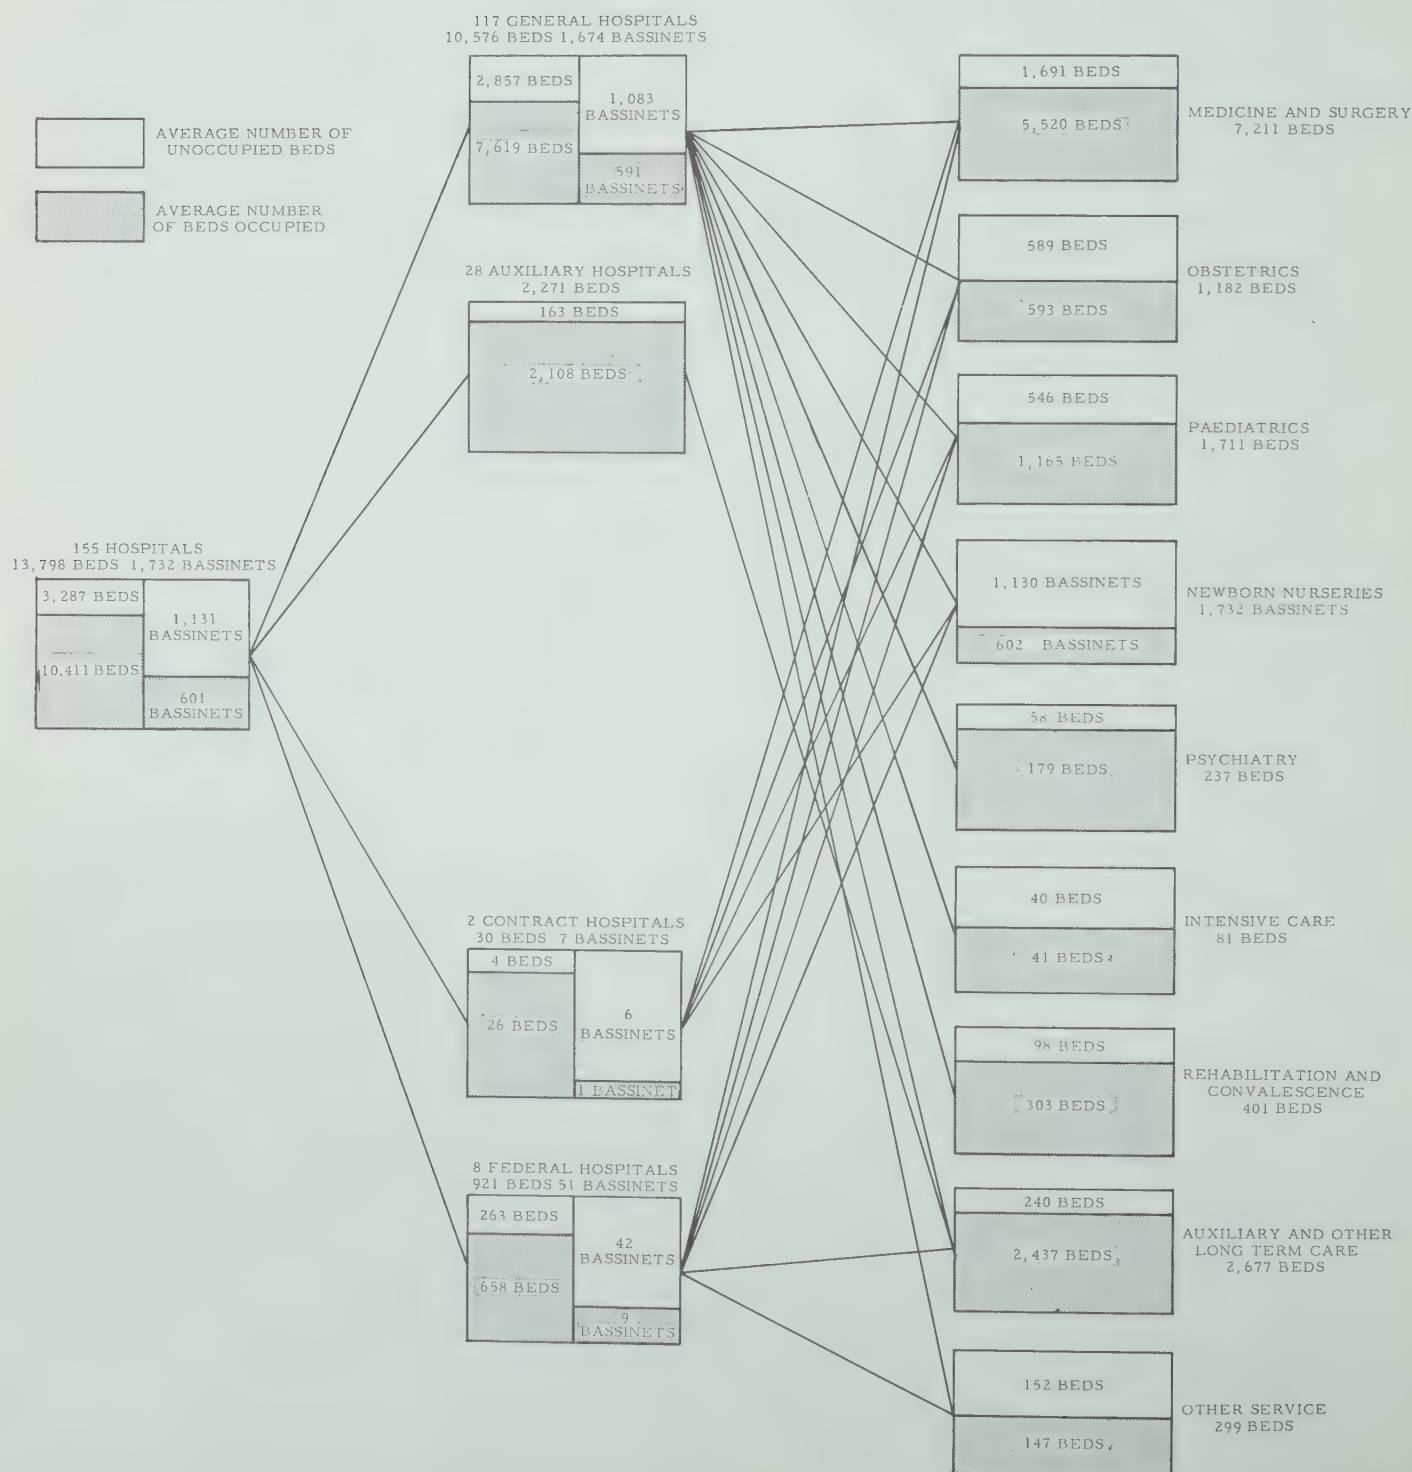 117 GENERAL HOSPITALS
10,576 BEDS 1,674 BASSINETS
2,857 BEDS
1,083
BASSINETS
7,619 BEDS
591
BASSINETS
AVERAGE NUMBER OF
UNOCCUPIED BEDS
AVERAGE NUMBER
OF BEDS OCCUPIED
28 AUXILIARY HOSPITALS
2,271 BEDS
163 BEDS
2,108 BEDS
155 HOSPITALS
13,798 BEDS 1,732 BASSINETS
3,287 BEDS
1,131
BASSINETS
10,411 BEDS
601
BASSINETS
2 CONTRACT HOSPITALS
30 BEDS 7 BASSINETS
4 BEDS
6
BASSINETS
26 BEDS
1 BASSINET
8 FEDERAL HOSPITALS
921 BEDS 51 BASSINETS
263 BEDS
42
BASSINETS
658 BEDS
9
BASSINETS
1,691 BEDS
5,520 BEDS
MEDICINE AND SURGERY
7,211 BEDS
589 BEDS
593 BEDS
OBSTETRICS
1,182 BEDS
546 BEDS
1,165 BEDS
PAEDIATRICS
1,711 BEDS
1,130 BASSINETS
602 BASSINETS
NEWBORN NURSERIES
1,732 BASSINETS
58 BEDS
179 BEDS
PSYCHIATRY
237 BEDS
40 BEDS
41 BEDS
INTENSIVE CARE
81 BEDS
98 BEDS
303 BEDS
REHABILITATION AND
CONVALESCENCE
401 BEDS
240 BEDS
2,437 BEDS
AUXILIARY AND OTHER
LONG TERM CARE
2,677 BEDS
152 BEDS
147 BEDS
OTHER SERVICE
299 BEDS